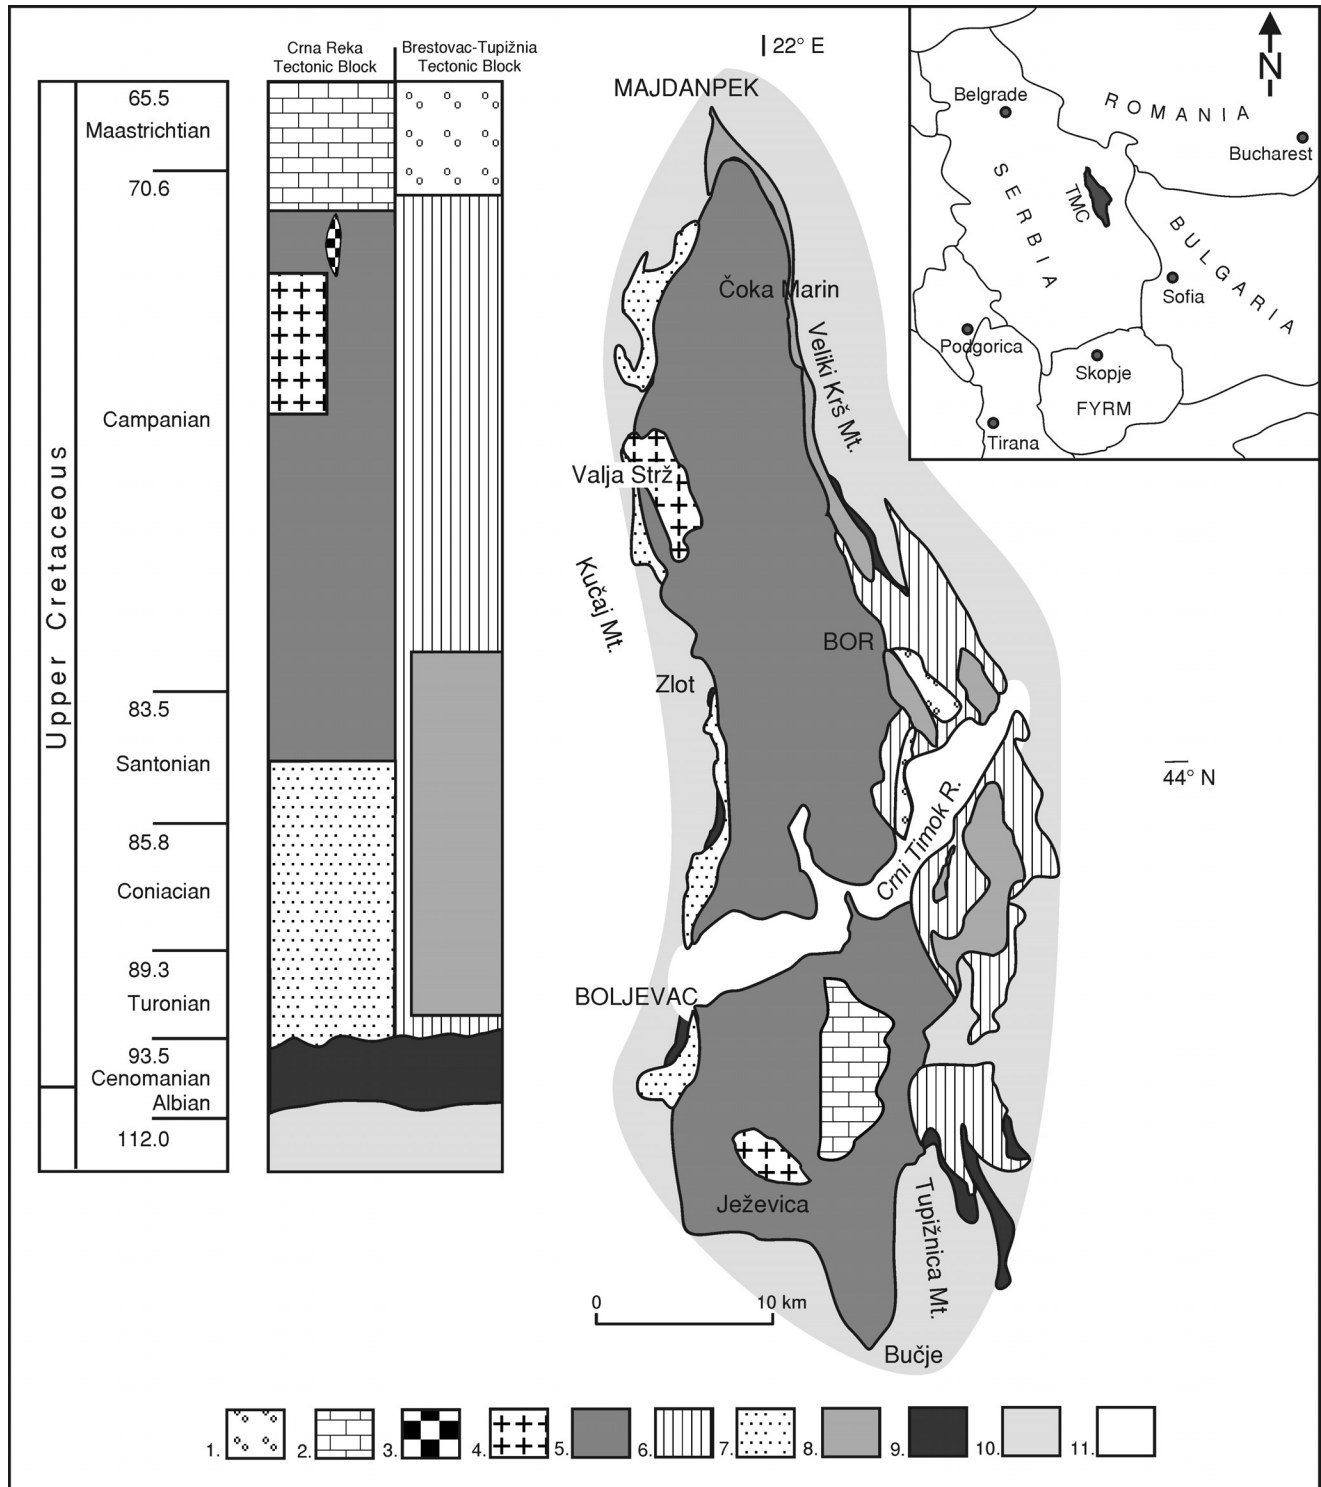 Crna Reka
Tectonic Block
Brestovac-Tupižnia
Tectonic Block
Upper Cretaceous
65.5
Maastrichtian
70.6
Campanian
83.5
Santonian
85.8
Coniacian
89.3
Turonian
93.5
Cenomanian
Albian
112.0
22° E
MAJDANPEK
Čoka Marin
Veliki Krš Mt.
Valja Strž
Kučaj Mt.
BOR
Zlot
Crni Timok R.
44° N
BOLJEVAC
Ježevica
Tupižnica Mt.
0
10 km
Bučje
N
Belgrade
ROMANIA
Bucharest
SERBIA
TMC
BULGARIA
Sofia
Podgorica
Skopje
FYRM
Tirana
1.
2.
3.
4.
5.
6.
7.
8.
9.
10.
11.